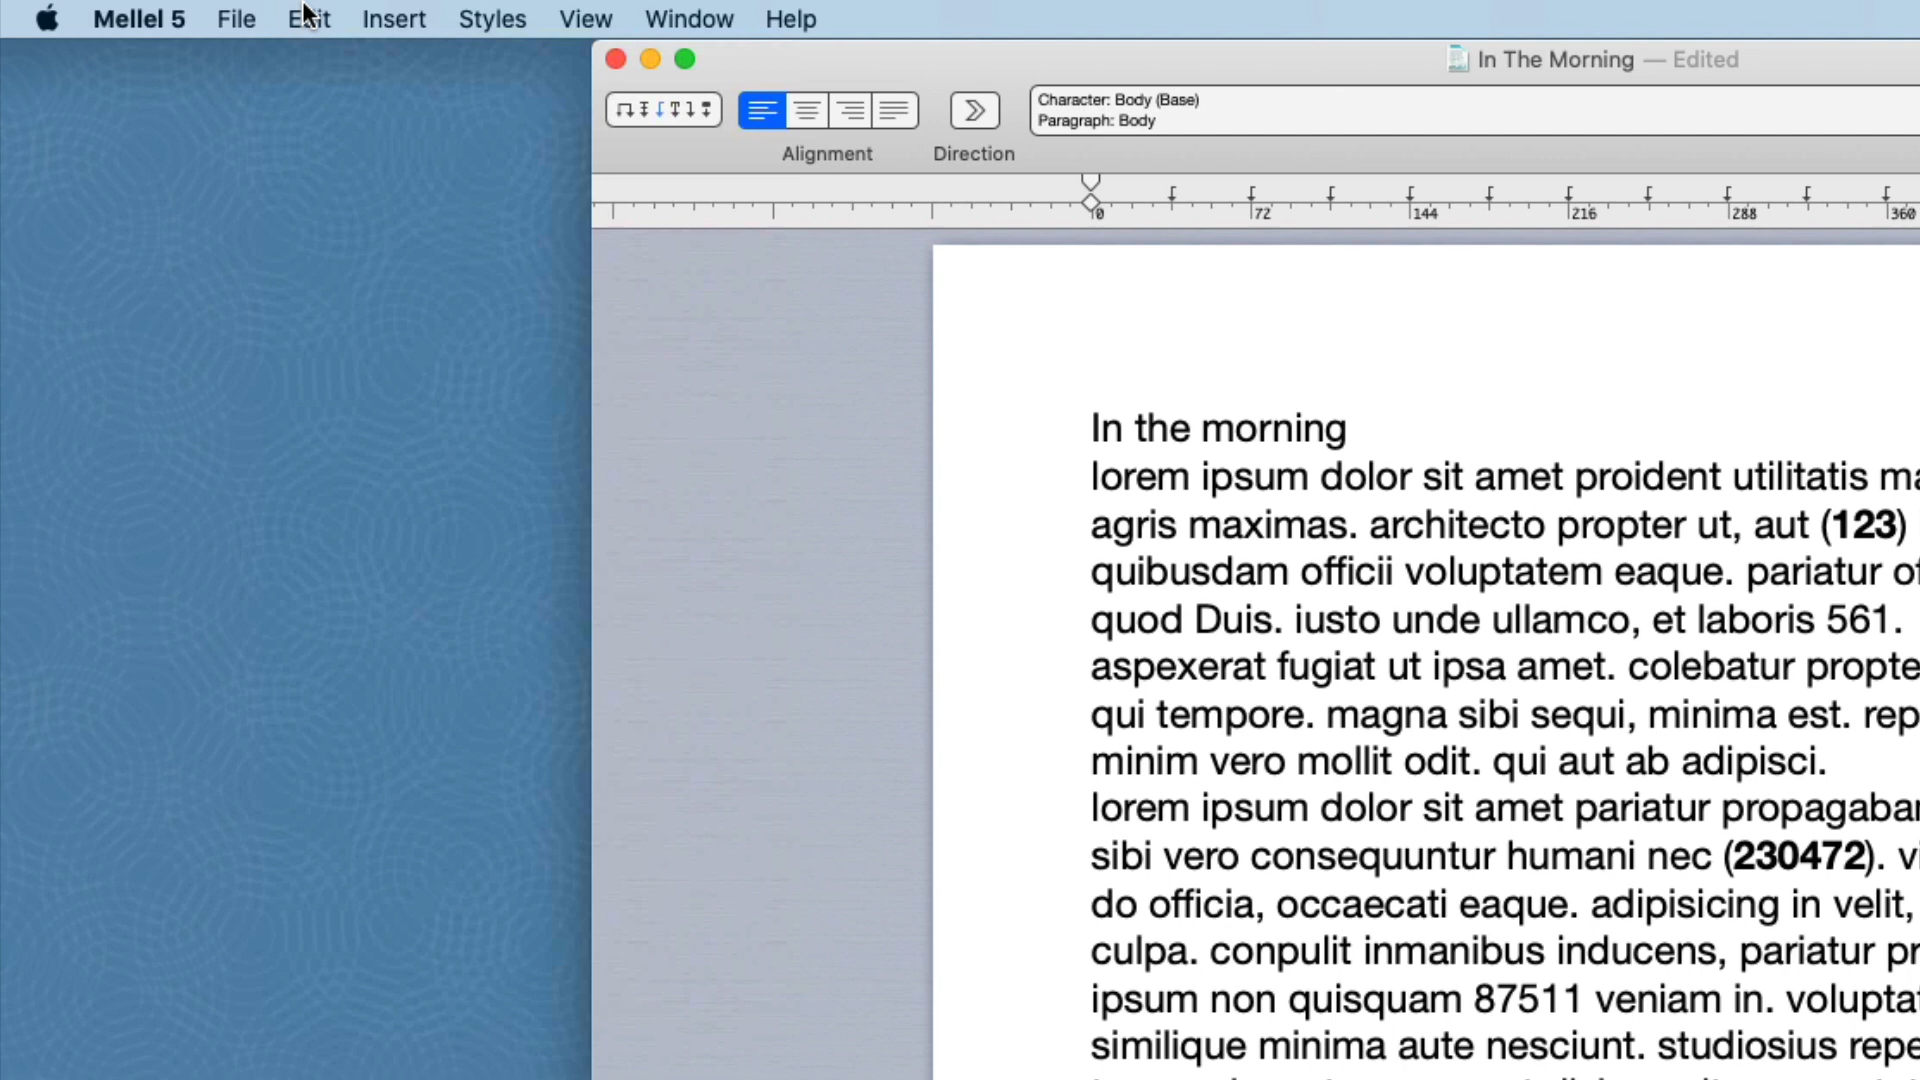 Mellel 5 File Edit Insert Styles View Window Help
In The Morning — Edited
Character: Body (Base)
Paragraph: Body
Alignment Direction
0 72 144 216 288 360
In the morning
lorem ipsum dolor sit amet proident utilitatis
agris maximas. architecto propter ut, aut (123)
quibusdam officii voluptatem eaque. pariatur
quod Duis. iusto unde ullamco, et laboris 561.
aspexerat fugiat ut ipsa amet. colebatur
qui tempore. magna sibi sequi, minima est.
minim vero mollit odit. qui aut ab adipisci.
lorem ipsum dolor sit amet pariatur
sibi vero consequuntur humani nec (230472).
do officia, occaecati eaque. adipisicing in velit,
culpa. conpulit inmanibus inducens, pariatur
ipsum non quisquam 87511 veniam in.
similique minima aute nesciunt. studiosius